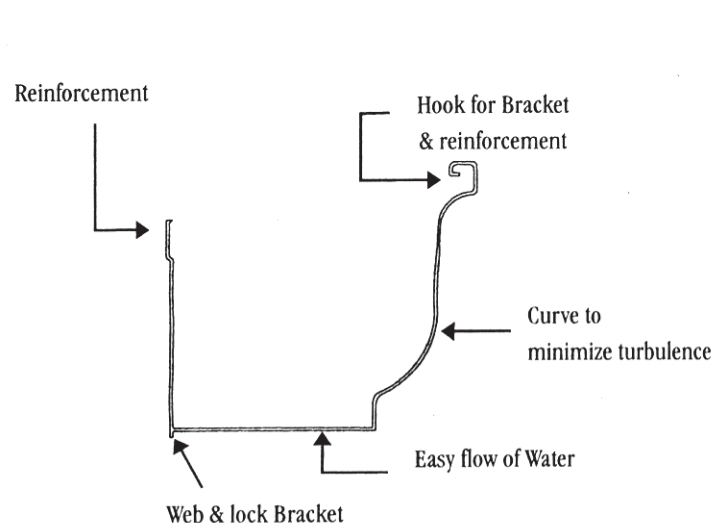 Reinforcement
Hook for Bracket
& reinforcement
Curve to
minimize turbulence
Easy flow of Water
Web & lock Bracket